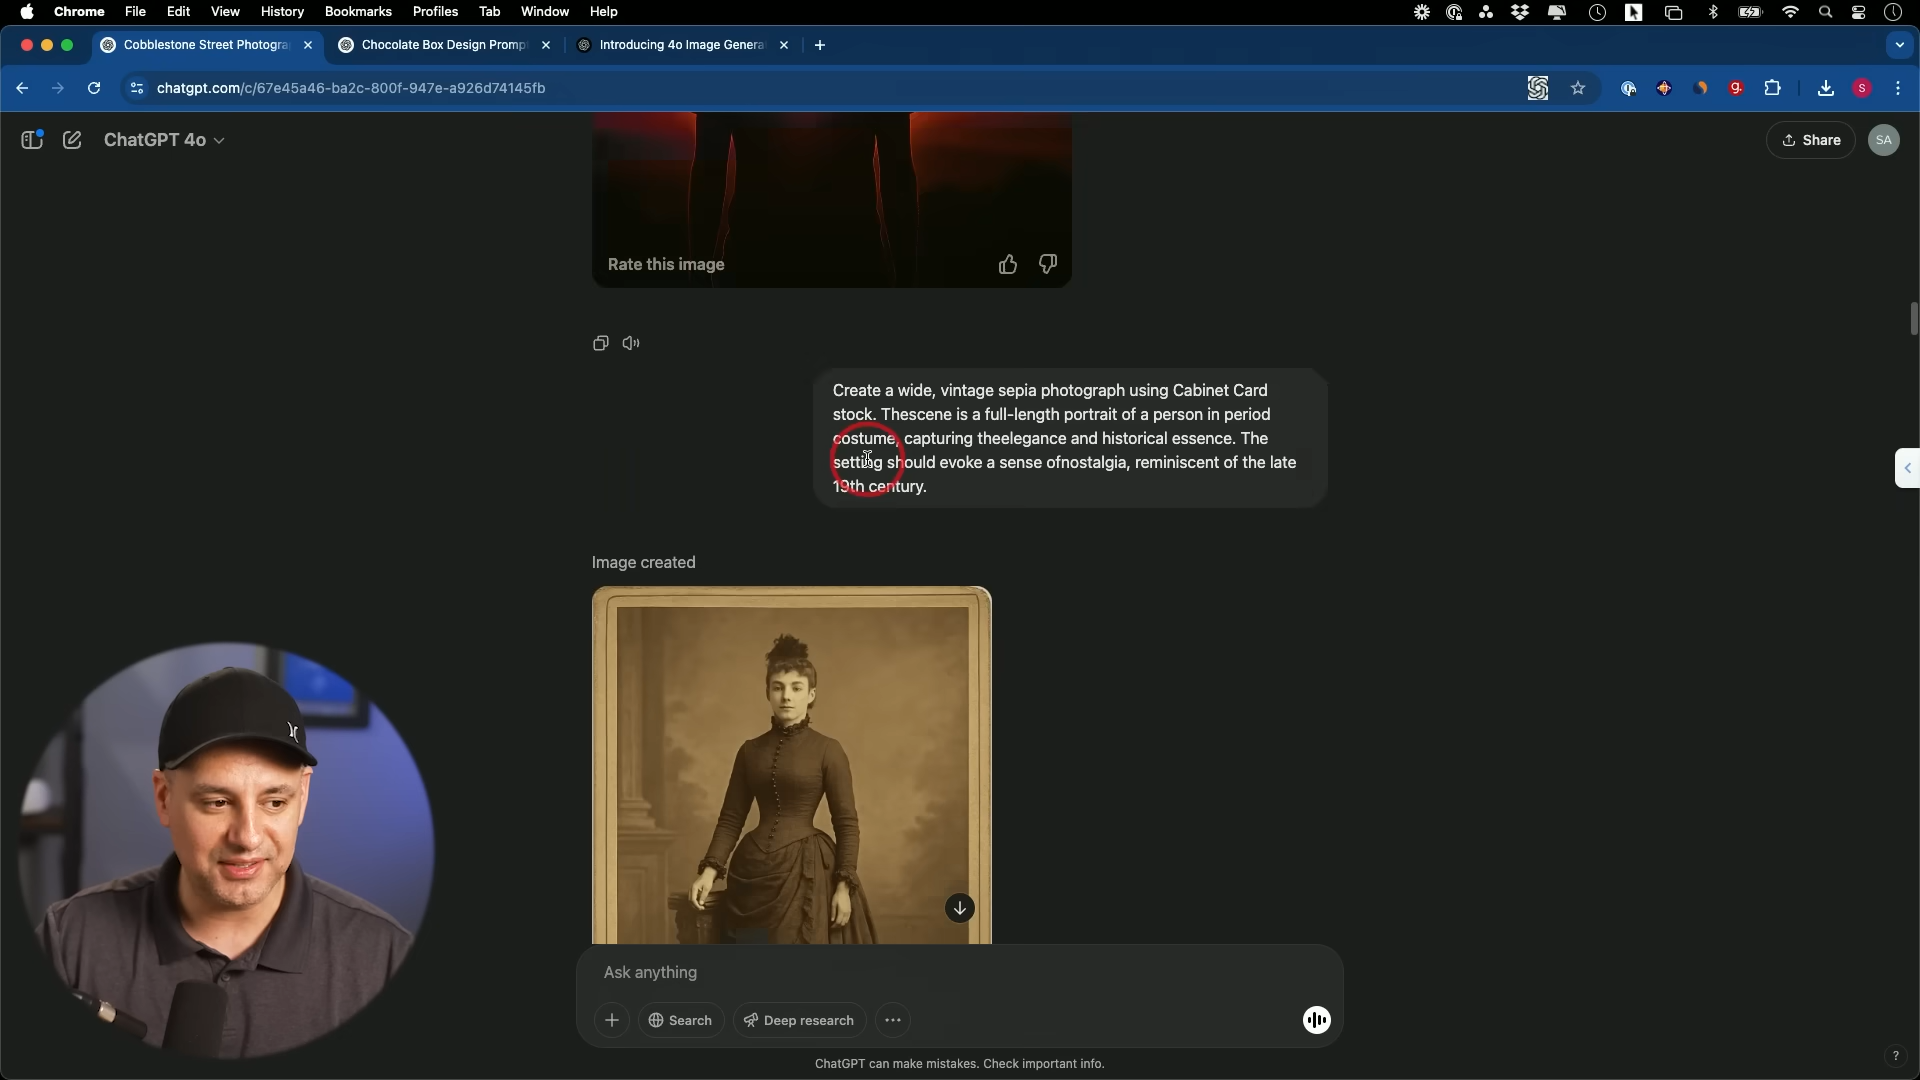 Chrome File Edit View History Bookmarks Profiles Tab Window Help
Cobblestone Street Photogra
Chocolate Box Design Promp
Introducing 4o Image Genera
chatgpt.com/c/67e45a46-ba2c-800f-947e-a926d74145fb
g.
S
ChatGPT 4o
Share
SA
Rate this image
Create a wide, vintage sepia photograph using Cabinet Card
stock. Thescene is a full-length portrait of a person in period
costume, capturing theelegance and historical essence. The
setting should evoke a sense ofnostalgia, reminiscent of the late
19th century.
Image created
Ask anything
Search
Deep research
ChatGPT can make mistakes. Check important info.
?